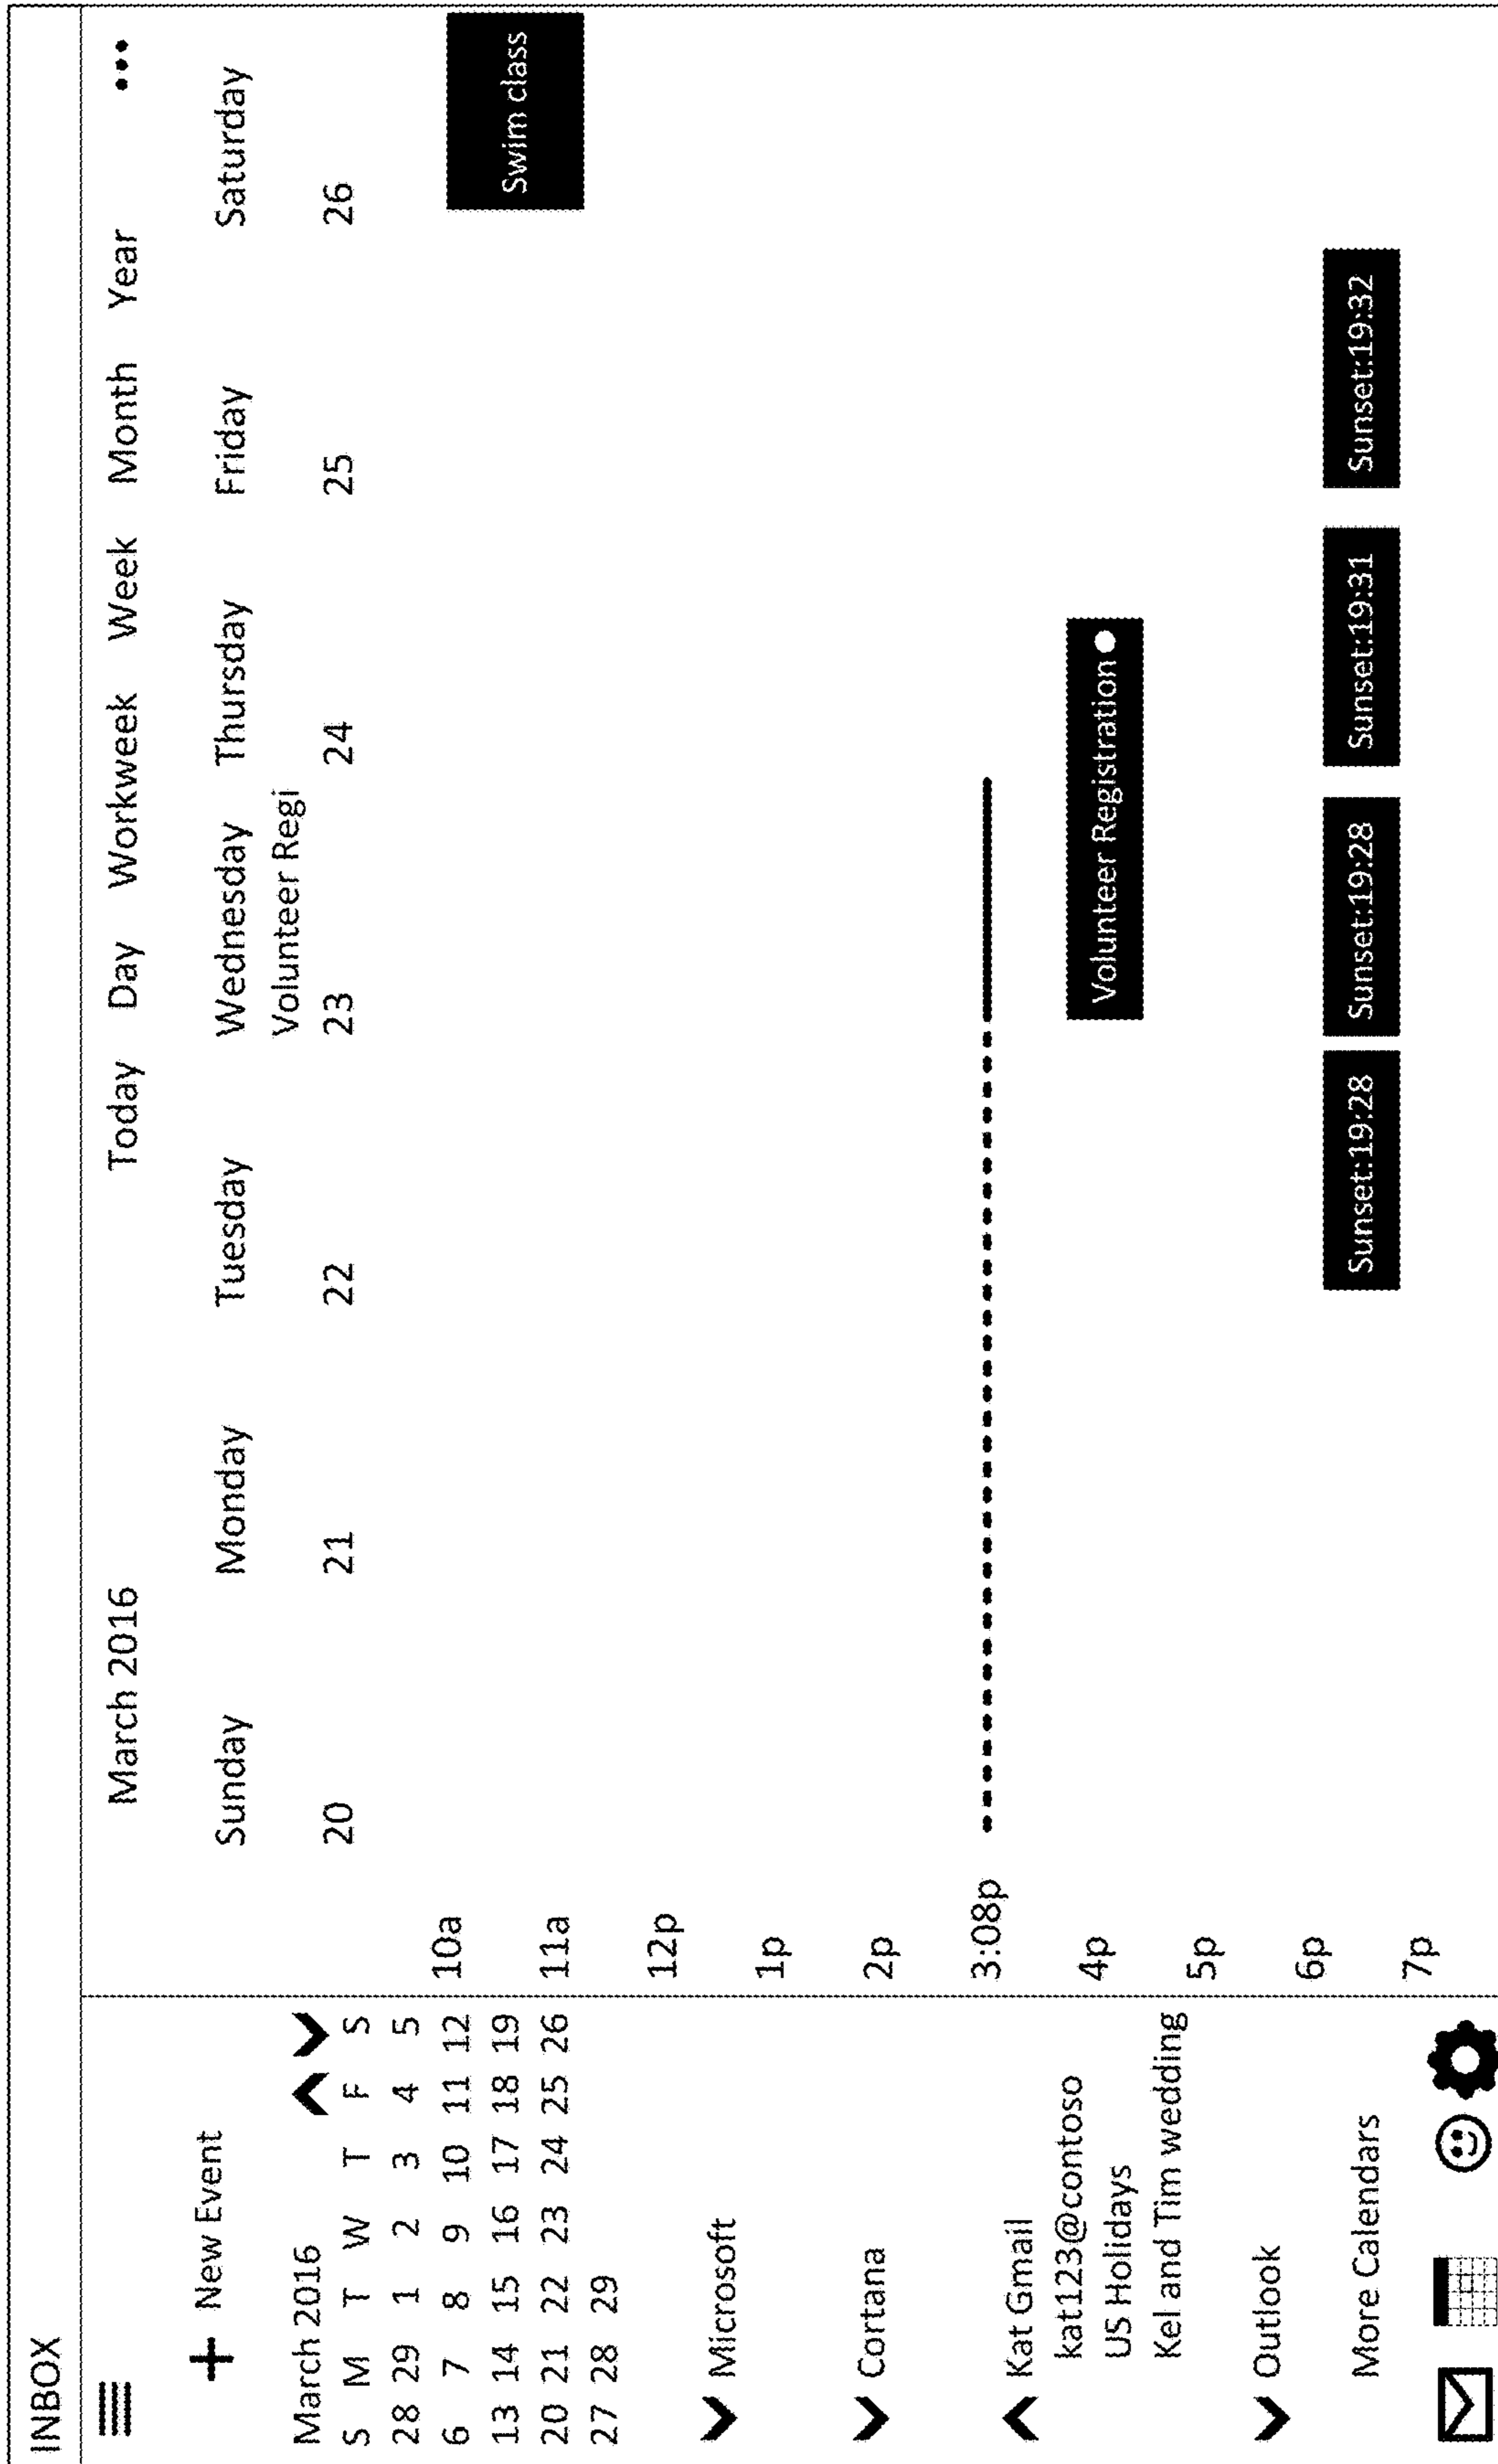 INBOX
March 2016 Today Day Workweek Week Month Year •••
+ New Event
March 2016
S M T W T F S
28 29 1 2 3 4 5
6 7 8 9 10 11 12
13 14 15 16 17 18 19
20 21 22 23 24 25 26
27 28 29
Microsoft
Cortana
Kat Gmail
kat123@contoso
US Holidays
Kel and Tim wedding
Outlook
More Calendars
Sunday Monday Tuesday Wednesday Thursday Friday Saturday
Volunteer Regi
20 21 22 23 24 25 26
10a
Swim class
11a
12p
1p
2p
3:08p
4p
Volunteer Registration
5p
6p
Sunset:19:28 Sunset:19:28 Sunset:19:31 Sunset:19:32
7p